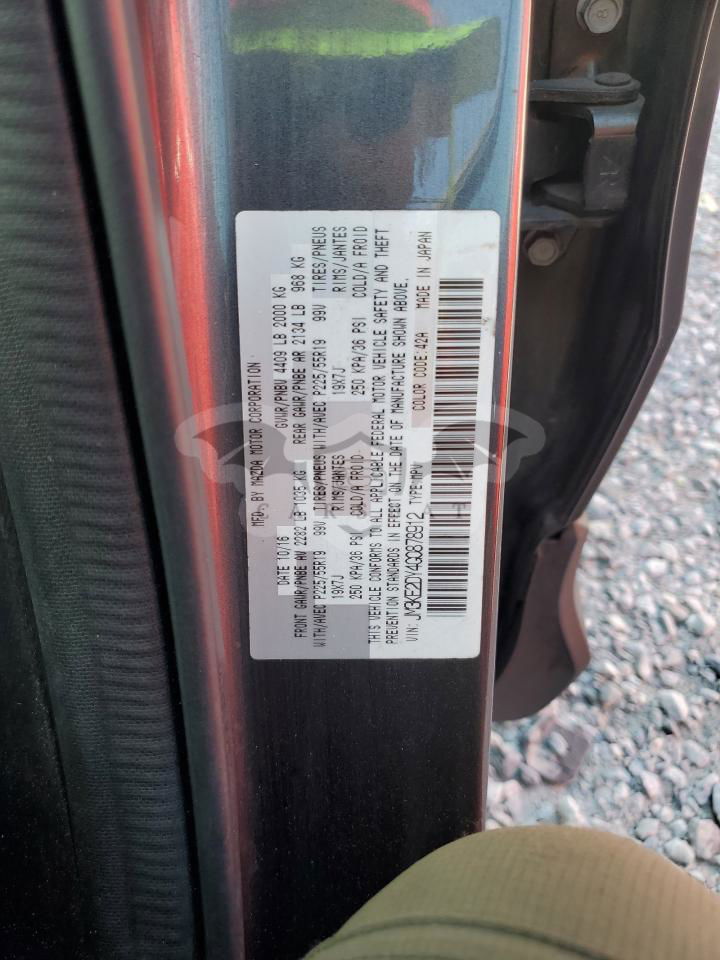 MFD. BY MAZDA MOTOR CORPORATION
DATE 10/16 GVWR/PNBV 4409 LB 2000 KG
FRONT GAWR/PNBE AV 2282 LB 1035 KG REAR GAWR/PNBE AR 2134 LB 968 KG
WITH/AVEC P225/55R19 99V TIRES/PNEUS WITH/AVEC P225/55R19 99V TIRES/PNEUS
19X7J RIMS/JANTES 19X7J RIMS/JANTES
250 KPA/36 PSI COLD/A FROID 250 KPA/36 PSI COLD/A FROID
THIS VEHICLE CONFORMS TO ALL APPLICABLE FEDERAL MOTOR VEHICLE SAFETY AND THEFT
PREVENTION STANDARDS IN EFFECT ON THE DATE OF MANUFACTURE SHOWN ABOVE.
VIN: JM3KE2DY4G0878912 TYPE:MPV COLOR CODE:42A MADE IN JAPAN
8